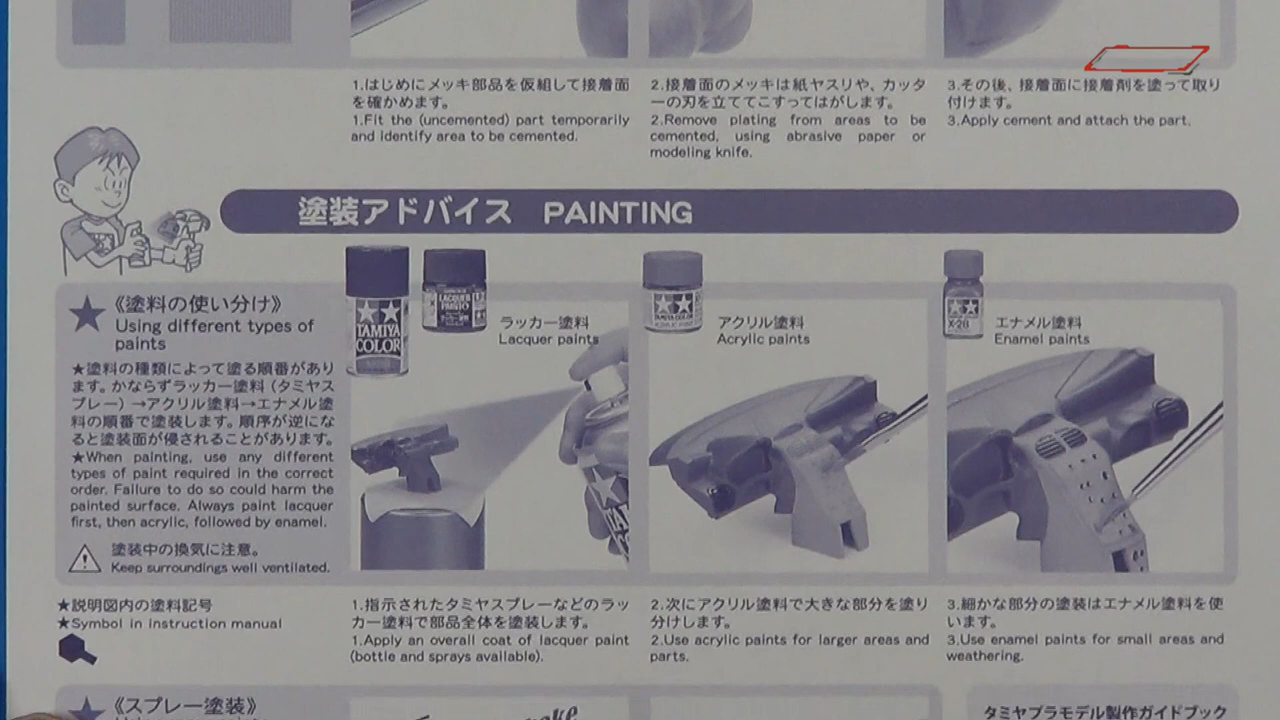 1.はじめにメッキ部品を仮組して接着面
を確かめます。
1.Fit the (uncemented) part temporarily
and identify area to be cemented.
2.接着面のメッキは紙ヤスリや、カッタ
ーの刃を立ててこすってはがします。
2.Remove plating from areas to be
cemented, using abrasive paper or
modeling knife.
3.その後、接着面に接着剤を塗って取り
付けます。
3.Apply cement and attach the part.
塗装アドバイス PAINTING
★《塗料の使い分け》
Using different types of
paints
★塗料の種類によって塗る順番があり
ます。かならずラッカー塗料（タミヤス
プレー）→アクリル塗料→エナメル塗
料の順番で塗装します。順序が逆にな
ると塗装面が侵されることがあります。
★When painting, use any different
types of paint required in the correct
order. Failure to do so could harm the
painted surface. Always paint lacquer
first, then acrylic, followed by enamel.
塗装中の換気に注意。
Keep surroundings well ventilated.
TAMIYA
COLOR
LACQUER
PAINT
ラッカー塗料
Lacquer paints
アクリル塗料
Acrylic paints
X-28
エナメル塗料
Enamel paints
★説明図内の塗料記号
★Symbol in instruction manual
1.指示されたタミヤスプレーなどのラッ
カー塗料で部品全体を塗装します。
1.Apply an overall coat of lacquer paint
(bottle and sprays available).
2.次にアクリル塗料で大きな部分を塗り
分けします。
2.Use acrylic paints for larger areas and
parts.
3.細かな部分の塗装はエナメル塗料を使
います。
3.Use enamel paints for small areas and
weathering.
★《スプレー塗装》
タミヤプラモデル製作ガイドブック